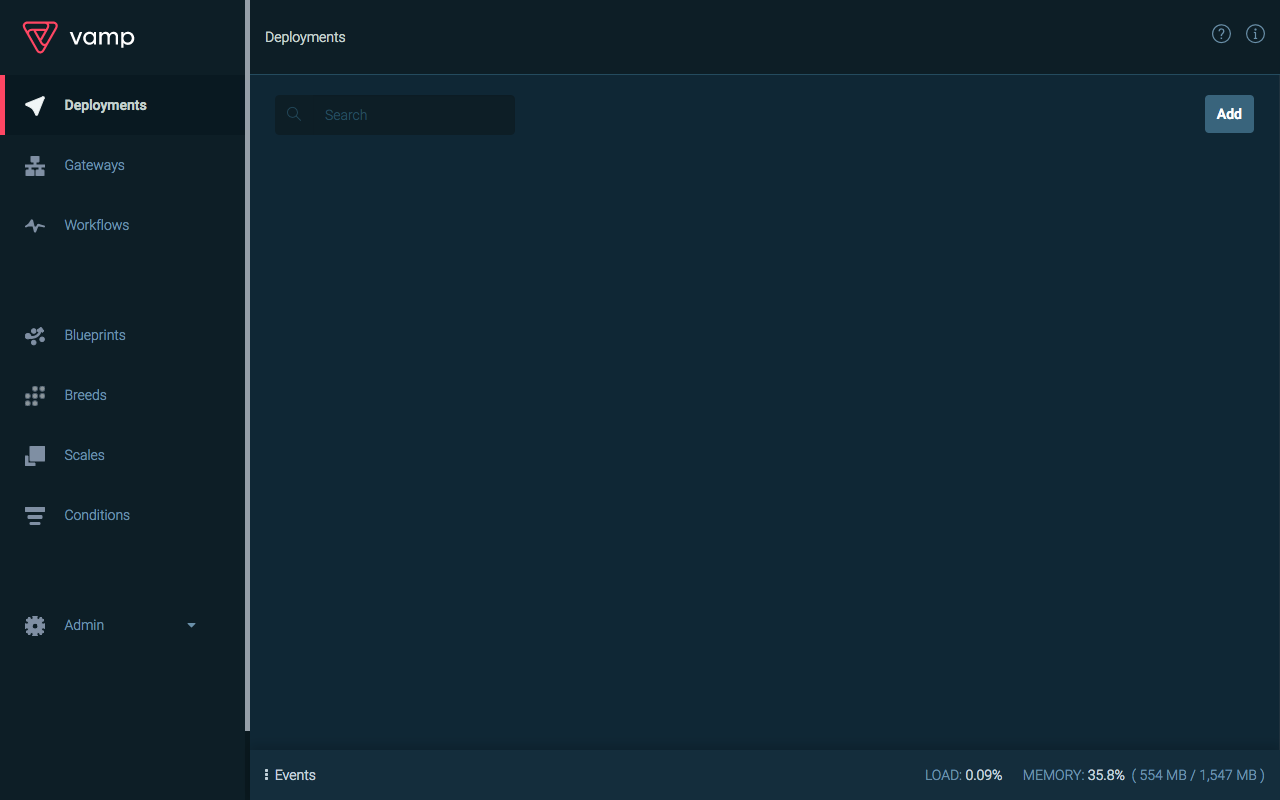 vamp
Deployments
Deployments
Gateways
Workflows
Blueprints
Breeds
Scales
Conditions
Admin
Search
Add
Events
LOAD: 0.09% MEMORY: 35.8% ( 554 MB / 1,547 MB )